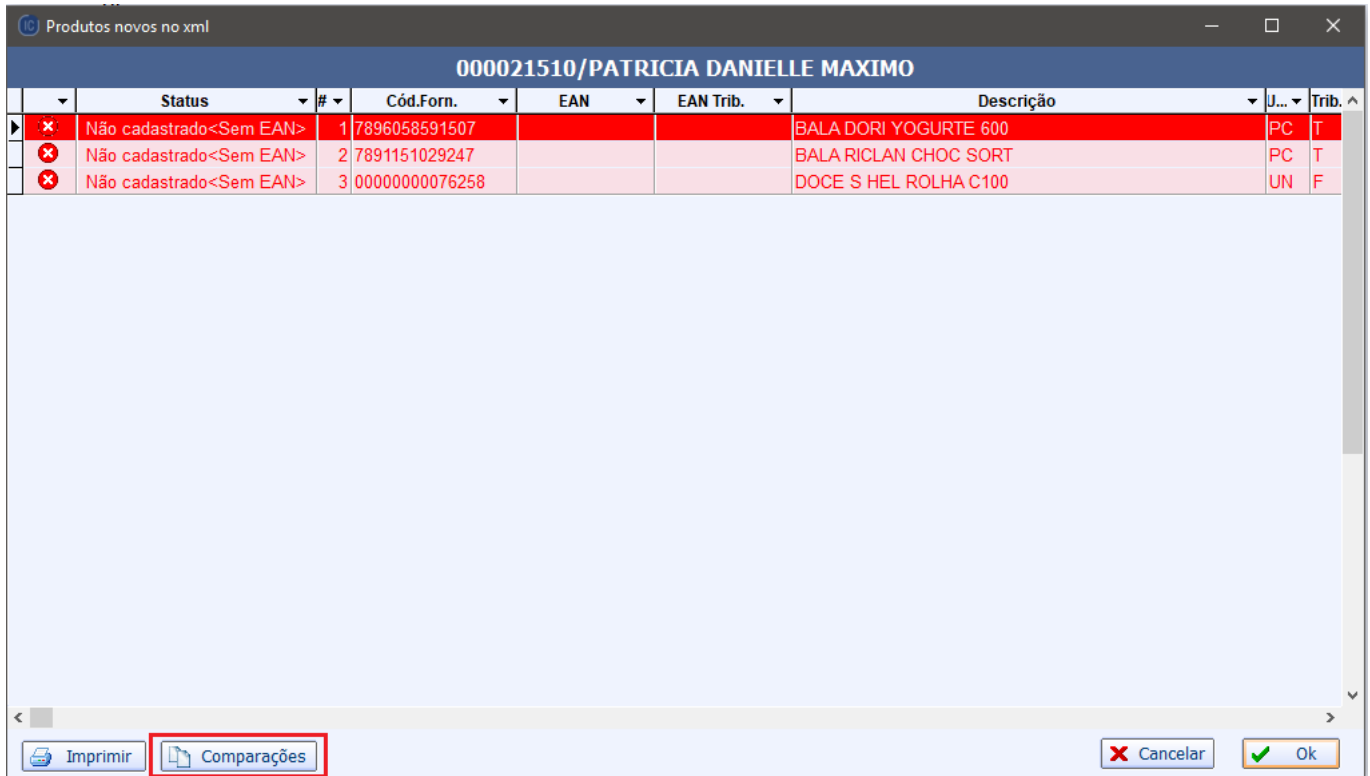 IC Produtos novos no xml
000021510/PATRICIA DANIELLE MAXIMO
Status # Cód.Forn. EAN EAN Trib. Descrição U... Trib.
Não cadastrado<Sem EAN> 1 7896058591507 BALA DORI YOGURTE 600 PC T
Não cadastrado<Sem EAN> 2 7891151029247 BALA RICLAN CHOC SORT PC T
Não cadastrado<Sem EAN> 3 00000000076258 DOCE S HEL ROLHA C100 UN F
Imprimir Comparações Cancelar Ok